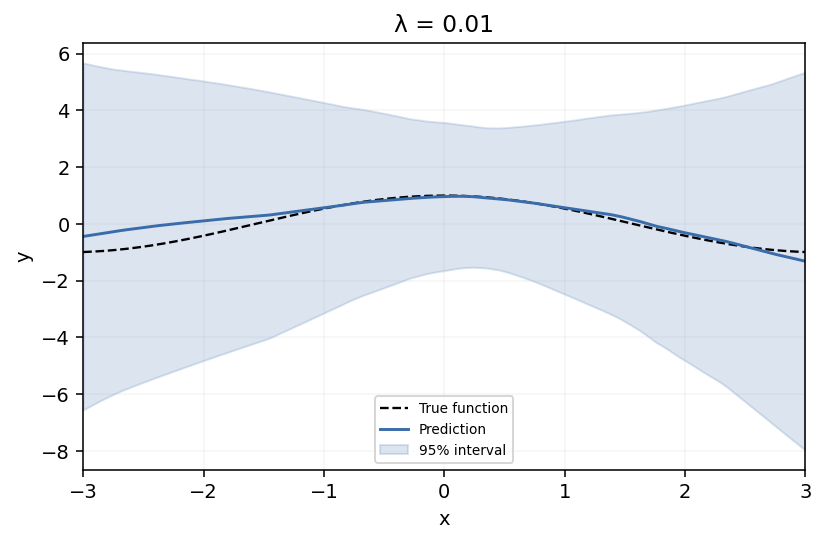 λ = 0.01
y
6
4
2
0
−2
−4
−6
−8
True function
Prediction
95% interval
−3
−2
−1
0
1
2
3
x